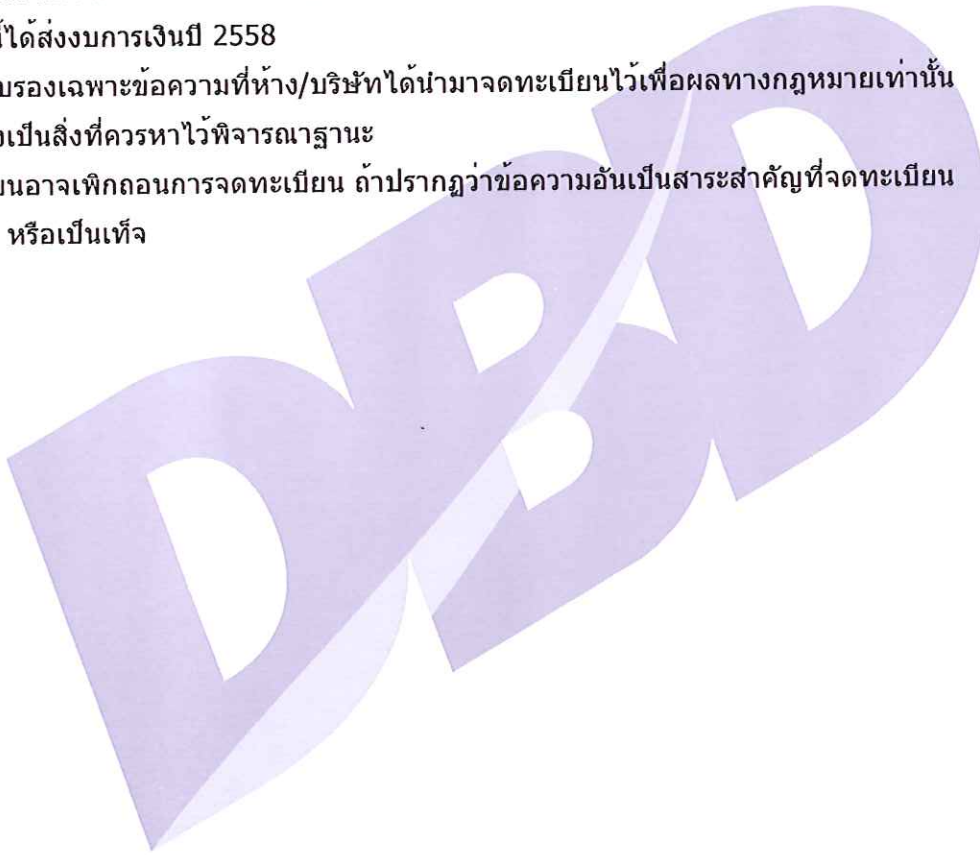 นี้ได้ส่งงบการเงินปี 2558
บรองเฉพาะข้อความที่ห้าง/บริษัทได้นำมาจดทะเบียนไว้เพื่อผลทางกฎหมายเท่านั้น
งเป็นสิ่งที่ควรหาไว้พิจารณาฐานะ
ยนอาจเพิกถอนการจดทะเบียน ถ้าปรากฏว่าข้อความอันเป็นสาระสำคัญที่จดทะเบียน
หรือเป็นเท็จ
DBD